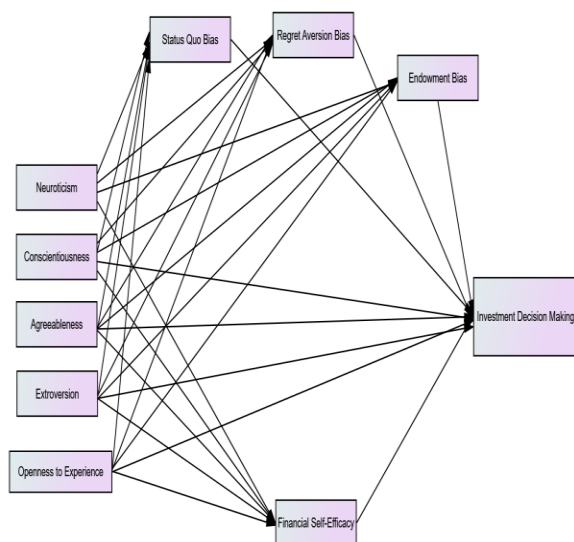 Status Quo Bias
Regret Aversion Bias
Endowment Bias
Neuroticism
Conscientiousness
Agreeableness
Investment Decision Making
Extroversion
Openness to Experience
Financial Self-Efficacy